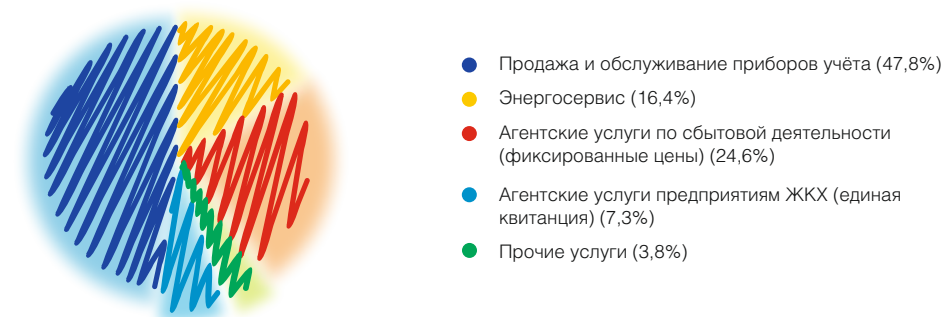 Продажа и обслуживание приборов учёта (47,8%)
Энергосервис (16,4%)
Агентские услуги по сбытовой деятельности
(фиксированные цены) (24,6%)
Агентские услуги предприятиям ЖКХ (единая
квитанция) (7,3%)
Прочие услуги (3,8%)